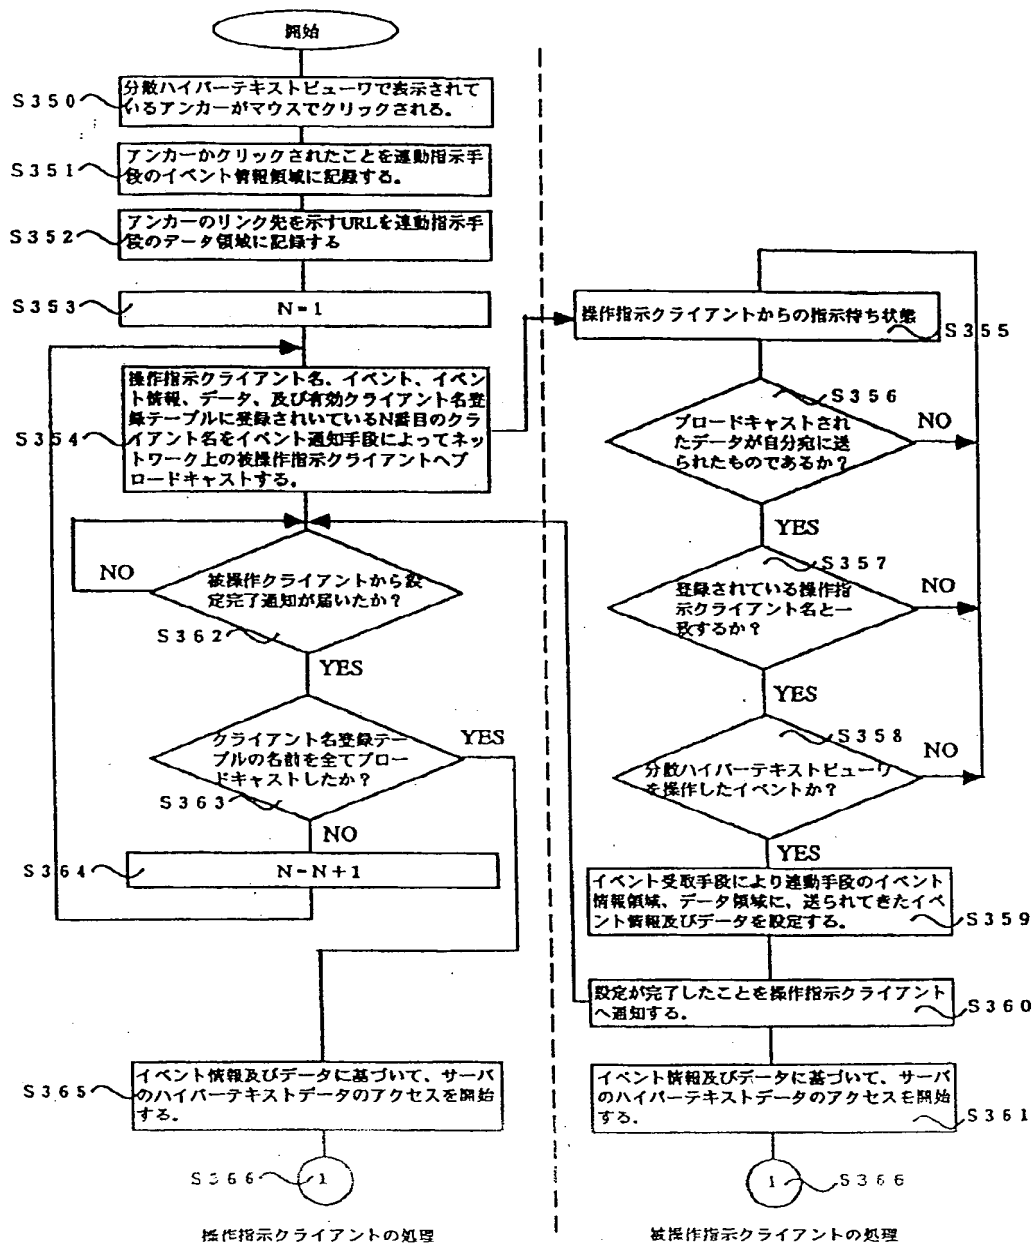 開始
S350
分散ハイパーテキストビューワで表示されて
いるアンカーがマウスでクリックされる。
S351
アンカーかクリックされたことを連動指示手
段のイベント情報領域に記録する。
S352
アンカーのリンク先を示すURLを連動指示手
段のデータ領域に記録する
S353
N=1
S354
操作指示クライアント名、イベント、イベン
ト情報、データ、及び有効クライアント名登
録テーブルに登録されいているN番目のクラ
イアント名をイベント通知手段によってネッ
トワーク上の被操作指示クライアントへブ
ロードキャストする。
NO
被操作クライアントから設
定完了通知が届いたか?
S362
YES
クライアント名登録テー
ブルの名前を全てブロー
ドキャストしたか?
YES
S363
NO
S364
N=N+1
S365
イベント情報及びデータに基づいて、サーバ
のハイパーテキストデータのアクセスを開始
する。
S366
1
操作指示クライアントの処理
操作指示クライアントからの指示待ち状態
S355
S356
ブロードキャストされ
たデータが自分宛に送
られたものであるか?
NO
YES
S357
登録されている操作指
示クライアント名と一
致するか?
NO
YES
S358
分散ハイパーテキストビューワ
を操作したイベントか?
NO
YES
イベント受取手段により連動手段のイベント
情報領域、データ領域に、送られてきたイベ
ント情報及びデータを設定する。
S359
設定が完了したことを操作指示クライアント
へ通知する。
S360
イベント情報及びデータに基づいて、サーバ
のハイパーテキストデータのアクセスを開始
する。
S361
1
S366
被操作指示クライアントの処理